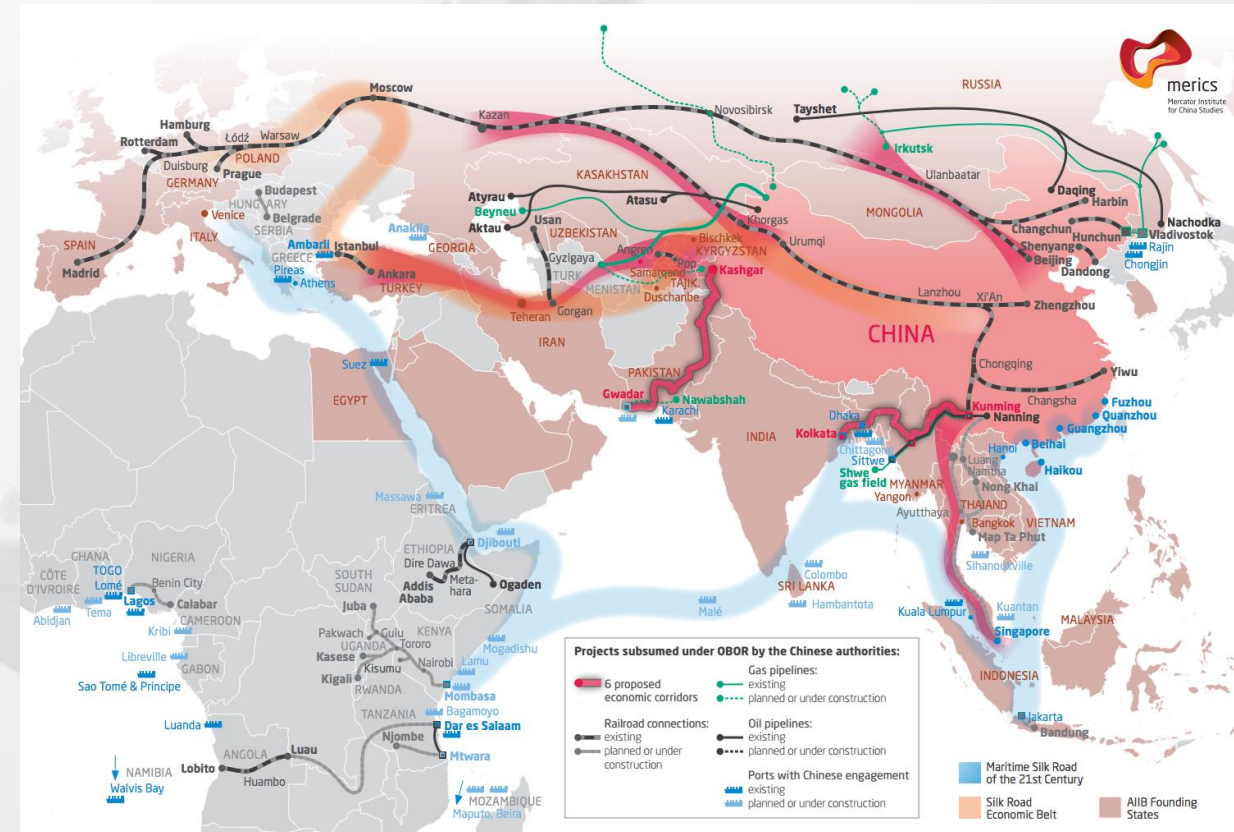 merics
Mercator Institute
for China Studies
RUSSIA
Moscow
Kazan
Novosibirsk
Tayshet
Hamburg
Rotterdam
Łódź
Warsaw
Duisburg
POLAND
Prague
GERMANY
Irkutsk
Ulanbaatar
Budapest
HUNGARY
Belgrade
SERBIA
Venice
ITALY
KASAKHSTAN
Atyrau
Beyneu
Aktau
Atasu
Usan
UZBEKISTAN
Khorgas
MONGOLIA
Daqing
Harbin
Changchun
Hunchun
Nachodka
Vladivostok
Shenyang
Rajin
Beijing
Chongjin
Dandong
SPAIN
Madrid
Ambarli
Istanbul
Anaklia
GEORGIA
GREECE
Pireas
Athens
Ankara
TURKEY
Gyzlgaya
TURK
MENISTAN
Angren
Pop
Samarqand
TAJIK.
Duschanbe
Bischkek
KYRGYZSTAN
Kashgar
Urumqi
Teheran
Gorgan
IRAN
Lanzhou
Xi'An
Zhengzhou
CHINA
Suez
EGYPT
PAKISTAN
Gwadar
Nawabshah
Karachi
INDIA
Chongqing
Yiwu
Changsha
Kunming
Nanning
Fuzhou
Quanzhou
Guangzhou
Dhaka
Kolkata
Chittagong
Sittwe
Shwe
gas field
MYANMAR
Yangon
Hanoi
Beihai
Haikou
Luang
Namtha
Nong Khai
THAILAND
Ayutthaya
Bangkok
VIETNAM
Map Ta Phut
Sihanoukville
Massawa
ERITREA
Djibouti
ETHIOPIA
Dire Dawa
Addis
Ababa
Meta-
hara
Ogaden
SOMALIA
GHANA
NIGERIA
CÔTE
D'IVROIRE
TOGO
Lomé
Benin City
Lagos
Tema
Abidjan
Calabar
CAMEROON
Kribi
Libreville
GABON
Sao Tomé & Principe
SOUTH
SUDAN
Juba
Pakwach
Gulu
UGANDA
Tororo
KENYA
Kasese
Kisumu
Nairobi
Lamu
Mogadishu
Kigali
RWANDA
Mombasa
Bagamoyo
TANZANIA
Dar es Salaam
Njombe
Mtwara
Luanda
ANGOLA
Luau
Lobito
Huambo
NAMIBIA
Walvis Bay
MOZAMBIQUE
Maputo, Beira
SRI LANKA
Colombo
Hambantota
Malé
Kuala Lumpur
Kuantan
Singapore
MALAYSIA
INDONESIA
Jakarta
Bandung
Projects subsumed under OBOR by the Chinese authorities:
6 proposed
economic corridors
Gas pipelines:
existing
planned or under construction
Railroad connections:
existing
planned or under
construction
Oil pipelines:
existing
planned or under construction
Ports with Chinese engagement
existing
planned or under construction
Maritime Silk Road
of the 21st Century
Silk Road
Economic Belt
AIIB Founding
States